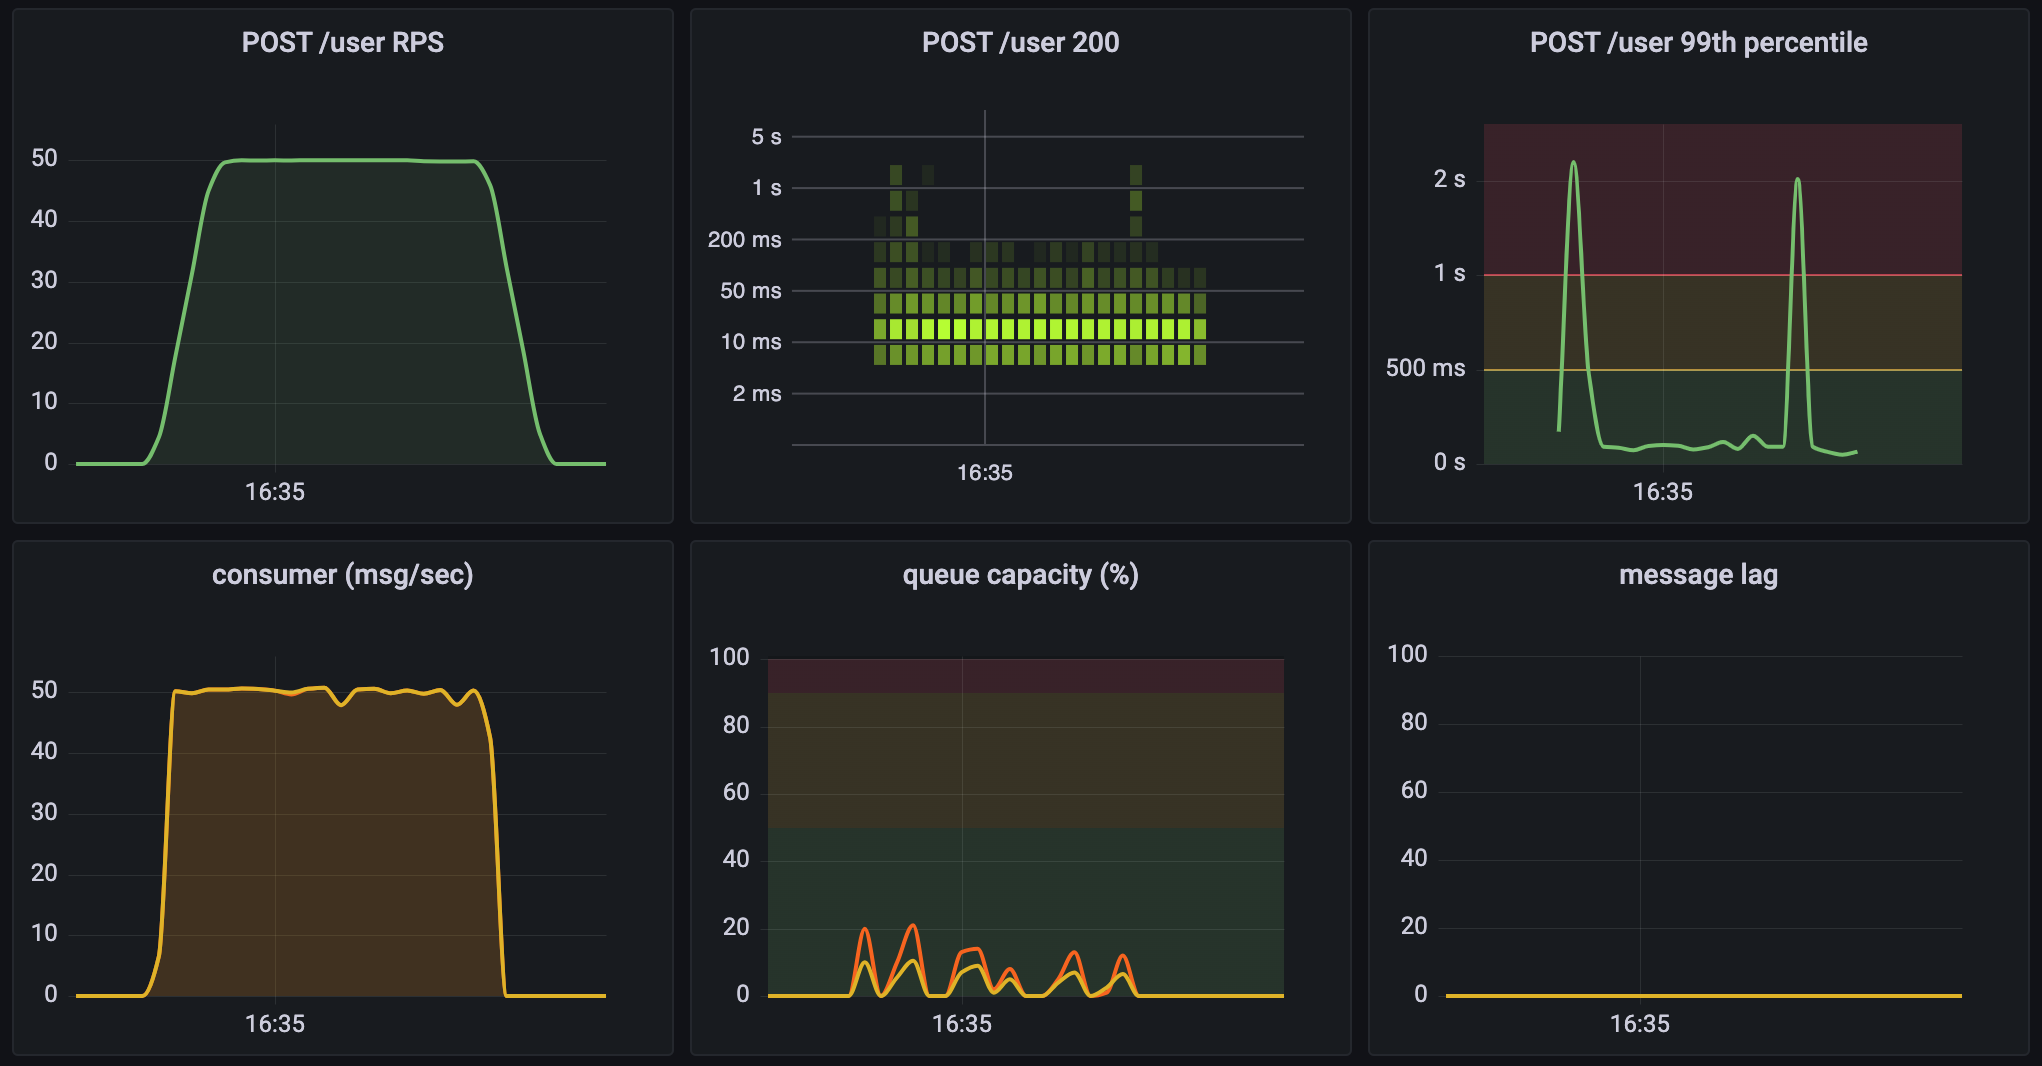 POST /user RPS
50
40
30
20
10
0
16:35
POST /user 200
5 s
1 s
200 ms
50 ms
10 ms
2 ms
16:35
POST /user 99th percentile
2 s
1 s
500 ms
0 s
16:35
consumer (msg/sec)
50
40
30
20
10
0
16:35
queue capacity (%)
100
80
60
40
20
0
16:35
message lag
100
80
60
40
20
0
16:35